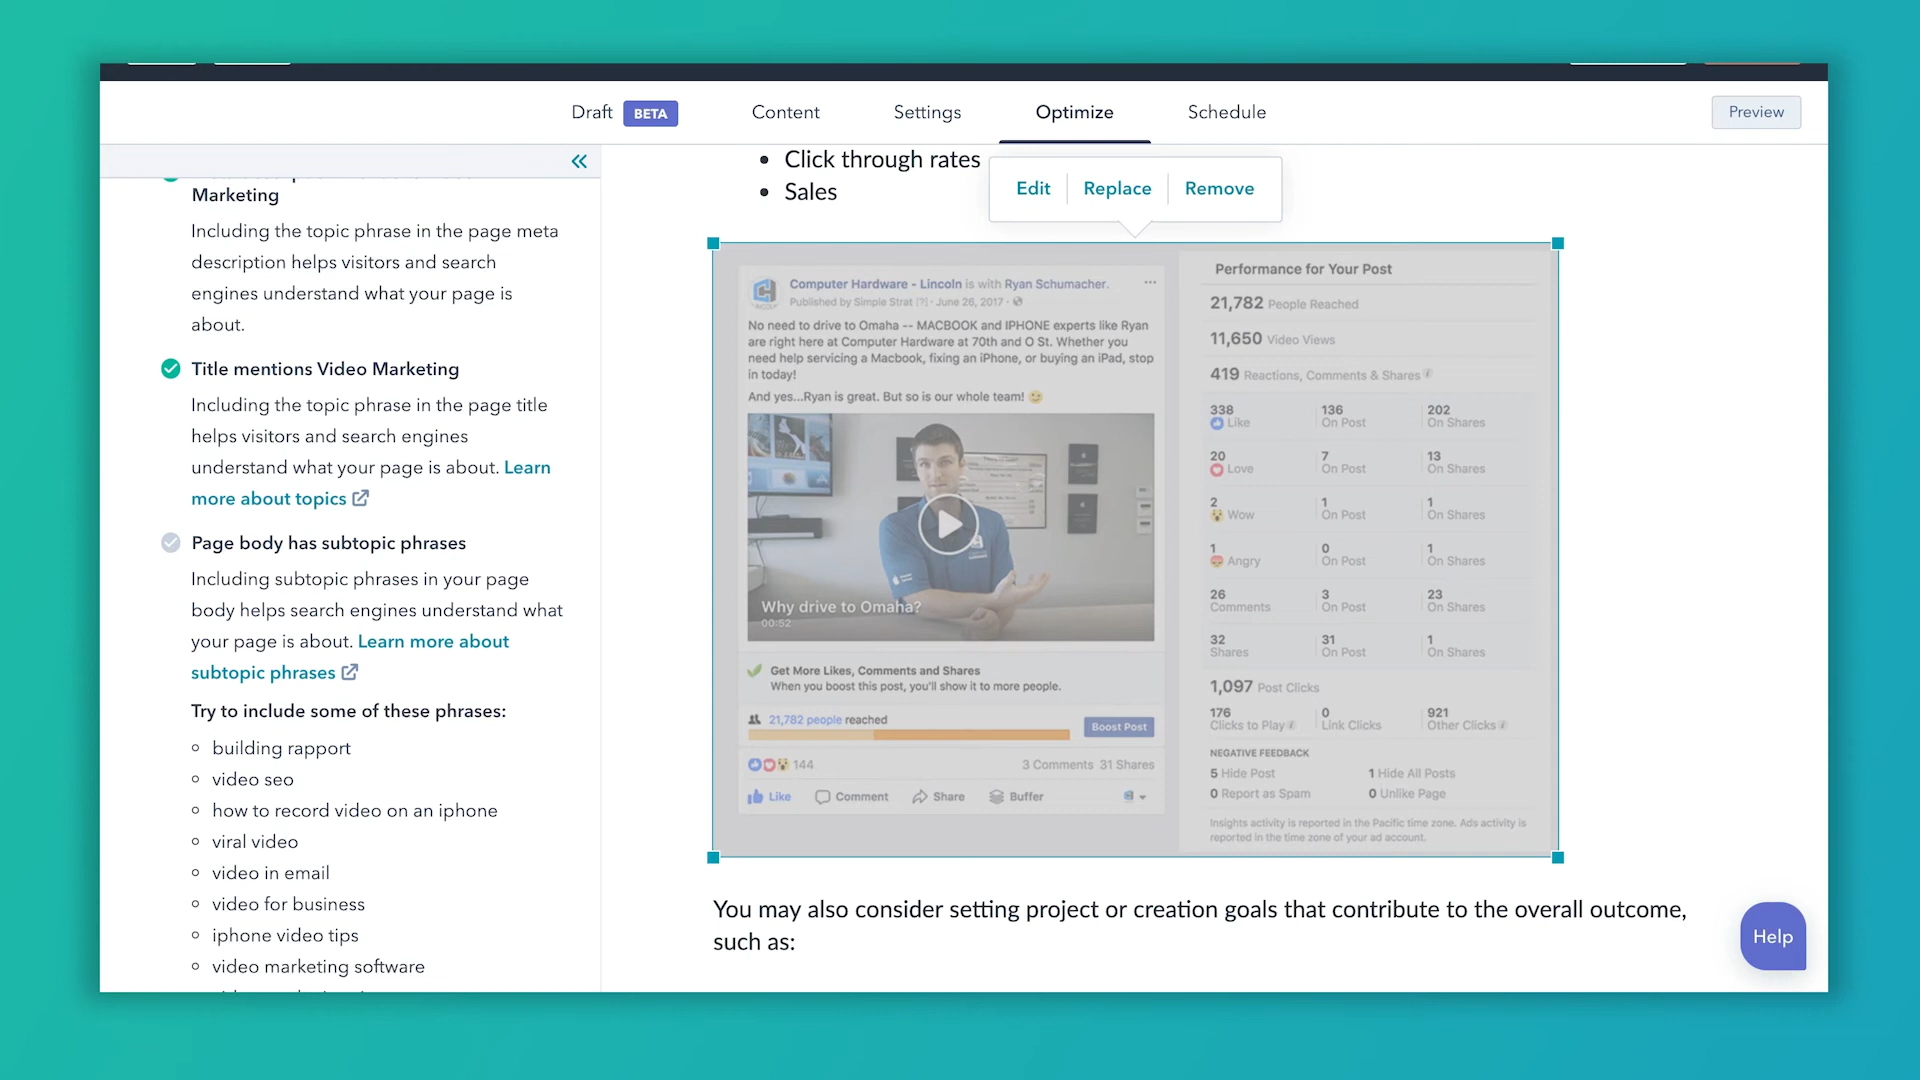 Draft BETA Content Settings Optimize Schedule Preview
Marketing
Including the topic phrase in the page meta
description helps visitors and search
engines understand what your page is
about.
Title mentions Video Marketing
Including the topic phrase in the page title
helps visitors and search engines
understand what your page is about. Learn
more about topics
Page body has subtopic phrases
Including subtopic phrases in your page
body helps search engines understand what
your page is about. Learn more about
subtopic phrases
Try to include some of these phrases:
building rapport
video seo
how to record video on an iphone
viral video
video in email
video for business
iphone video tips
video marketing software
Click through rates
Sales
Edit Replace Remove
Computer Hardware - Lincoln is with Ryan Schumacher.
Published by Simple Strat [?] · June 26, 2017 ·
No need to drive to Omaha -- MACBOOK and IPHONE experts like Ryan
are right here at Computer Hardware at 70th and O St. Whether you
need help servicing a Macbook, fixing an iPhone, or buying an iPad, stop
in today!
And yes...Ryan is great. But so is our whole team! 😉
Why drive to Omaha?
00:52
Get More Likes, Comments and Shares
When you boost this post, you'll show it to more people.
21,782 people reached
Boost Post
144 3 Comments 31 Shares
Like Comment Share Buffer
Performance for Your Post
21,782 People Reached
11,650 Video Views
419 Reactions, Comments & Shares
338 136 202
Like On Post On Shares
20 7 13
Love On Post On Shares
2 1 1
Wow On Post On Shares
1 0 1
Angry On Post On Shares
26 3 23
Comments On Post On Shares
32 31 1
Shares On Post On Shares
1,097 Post Clicks
176 0 921
Clicks to Play Link Clicks Other Clicks
NEGATIVE FEEDBACK
5 Hide Post 1 Hide All Posts
0 Report as Spam 0 Unlike Page
Insights activity is reported in the Pacific time zone. Ads activity is
reported in the time zone of your ad account.
You may also consider setting project or creation goals that contribute to the overall outcome,
such as:
Help